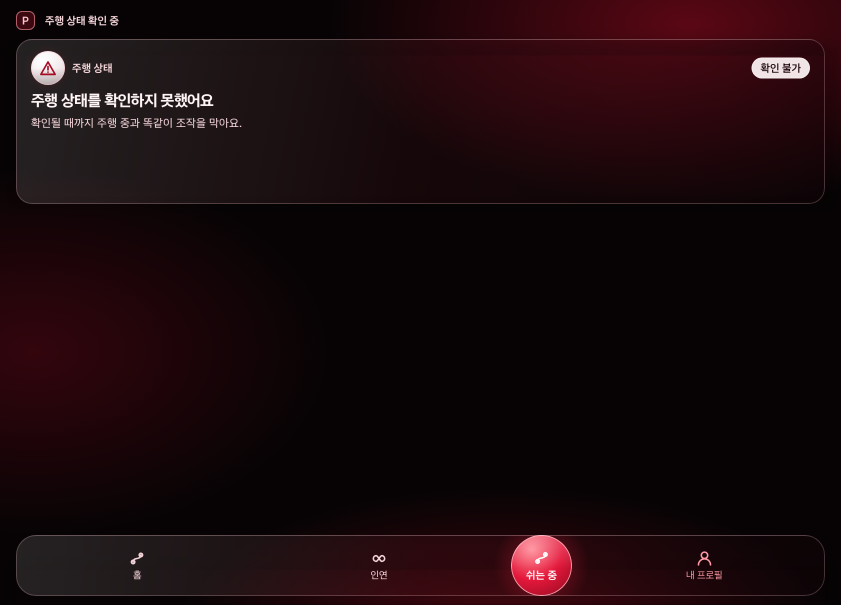 P 주행 상태 확인 중
주행 상태
확인 불가
주행 상태를 확인하지 못했어요
확인될 때까지 주행 중과 똑같이 조작을 막아요.
홈
인연
쉬는 중
내 프로필